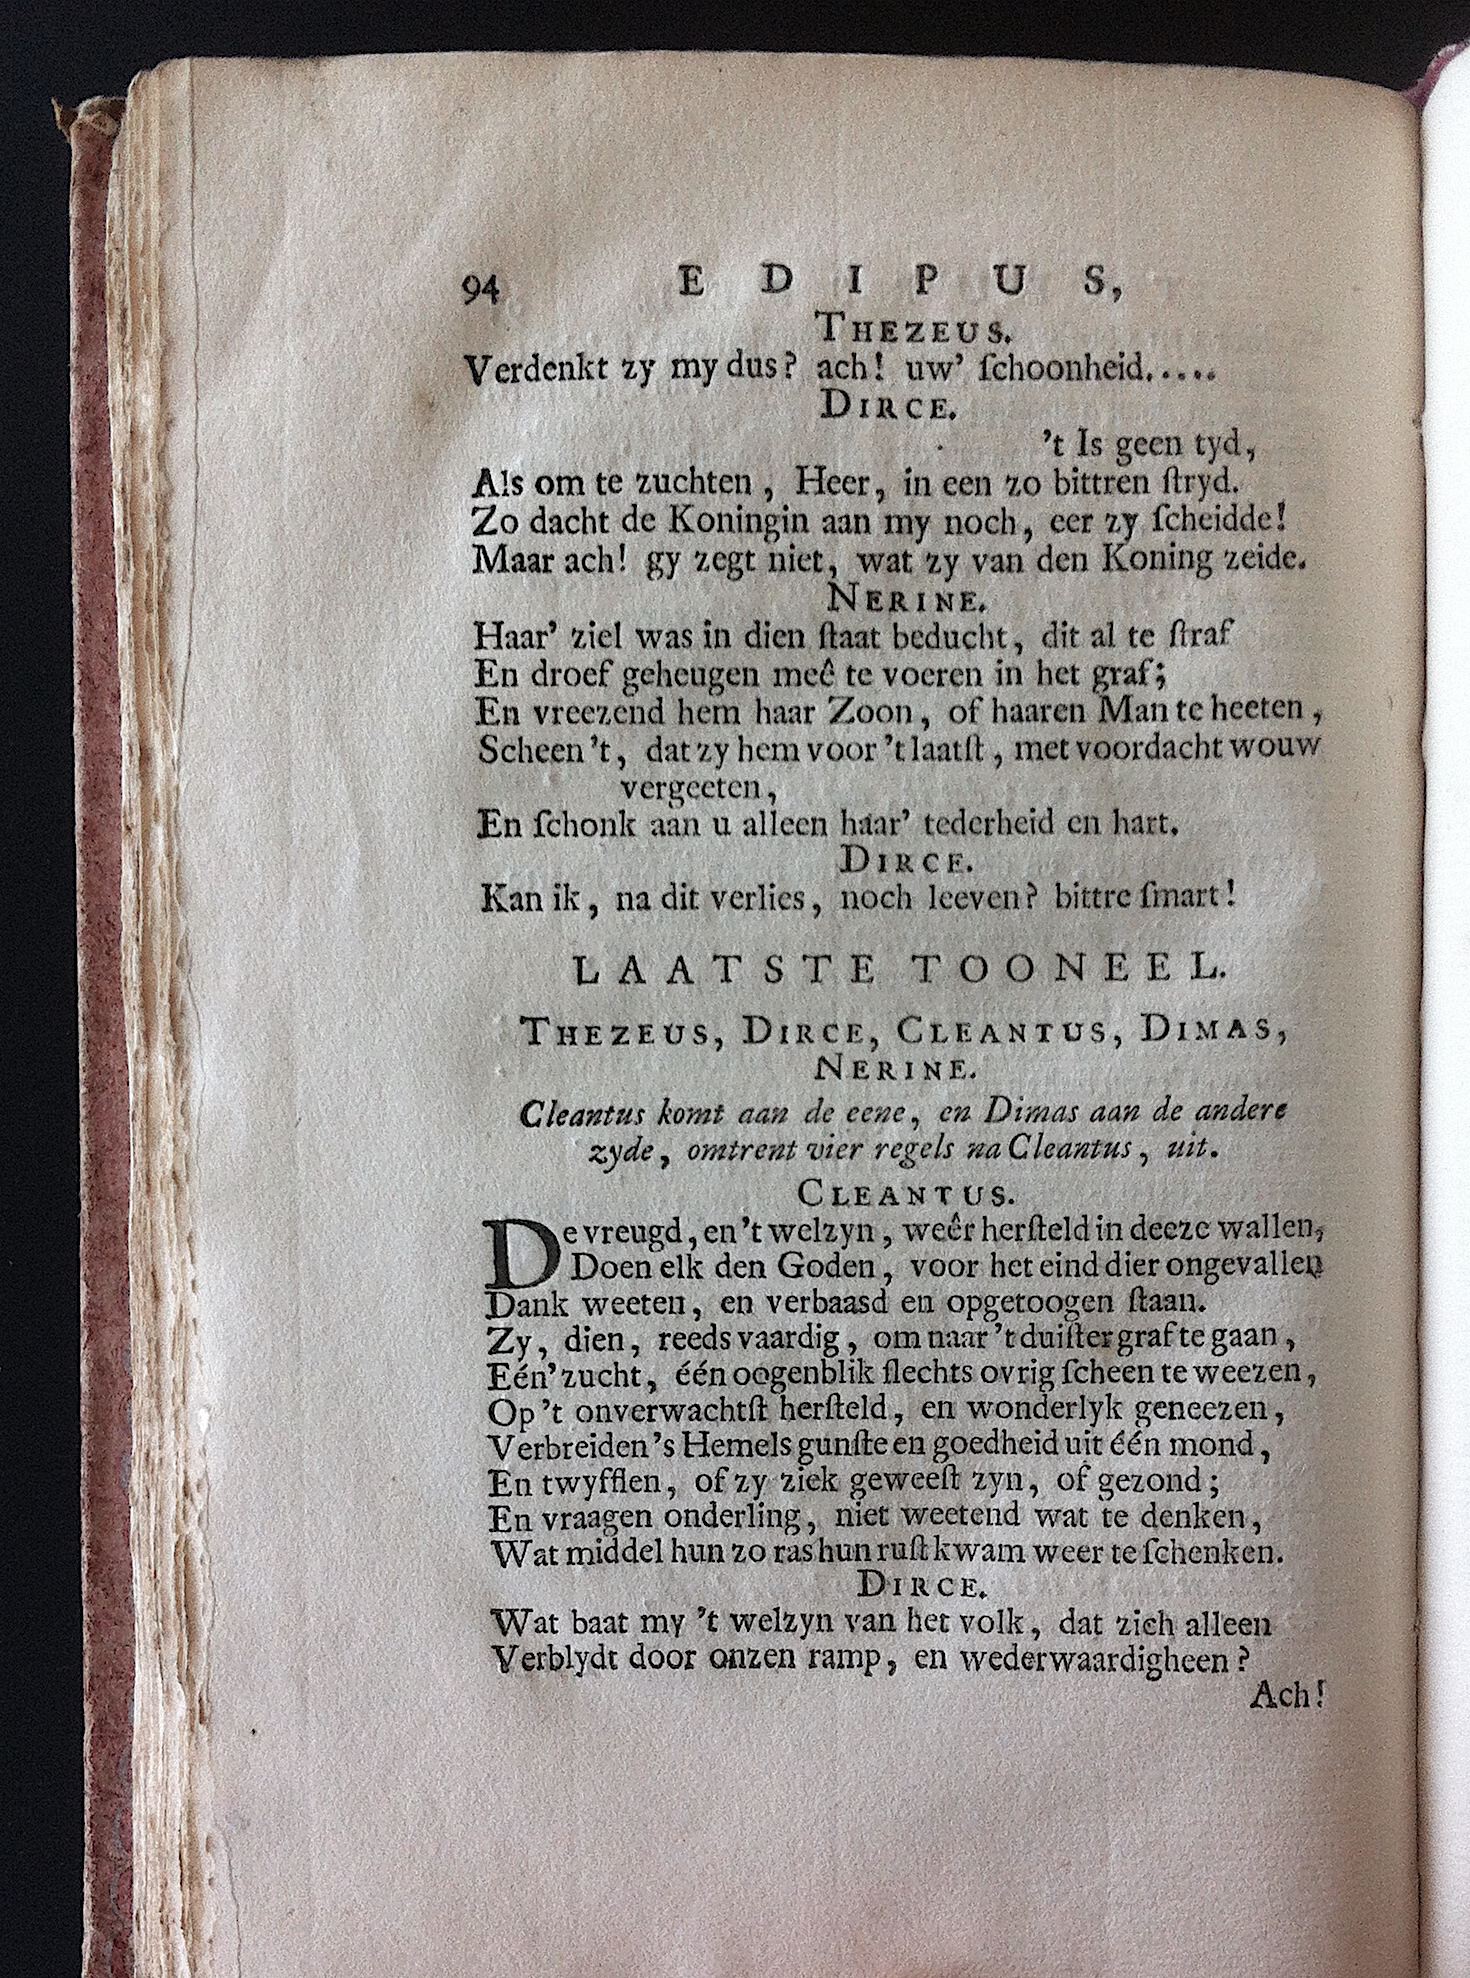 94 EDIPUS,
THEZEUS.
Verdenkt zy my dus? ach! uw' ſchoonheid.....
DIRCE.
't Is geen tyd,
Als om te zuchten, Heer, in een zo bittren ſtryd.
Zo dacht de Koningin aan my noch, eer zy ſcheidde!
Maar ach! gy zegt niet, wat zy van den Koning zeide.
NERINE.
Haar' ziel was in dien ſtaat beducht, dit al te ſtraf
En droef geheugen meê te voeren in het graf;
En vreezend hem haar Zoon, of haaren Man te heeten,
Scheen 't, dat zy hem voor 't laatſt, met voordacht wouw
vergeeten,
En ſchonk aan u alleen haar' tederheid en hart.
DIRCE.
Kan ik, na dit verlies, noch leeven? bittre ſmart!
LAATSTE TOONEEL.
THEZEUS, DIRCE, CLEANTUS, DIMAS,
NERINE.
Cleantus komt aan de eene, en Dimas aan de andere
zyde, omtrent vier regels na Cleantus, uit.
CLEANTUS.
De vreugd, en 't welzyn, weêr herſteld in deeze wallen,
Doen elk den Goden, voor het eind dier ongevallen
Dank weeten, en verbaasd en opgetoogen ſtaan.
Zy, dien, reeds vaardig, om naar 't duiſter graf te gaan,
Eén' zucht, één oogenblik ſlechts ovrig ſcheen te weezen,
Op 't onverwachtſt herſteld, en wonderlyk geneezen,
Verbreiden 's Hemels gunſte en goedheid uit één mond,
En twyfflen, of zy ziek geweeſt zyn, of gezond;
En vraagen onderling, niet weetend wat te denken,
Wat middel hun zo ras hun ruſt kwam weer te ſchenken.
DIRCE.
Wat baat my 't welzyn van het volk, dat zich alleen
Verblydt door onzen ramp, en wederwaardigheen?
Ach!